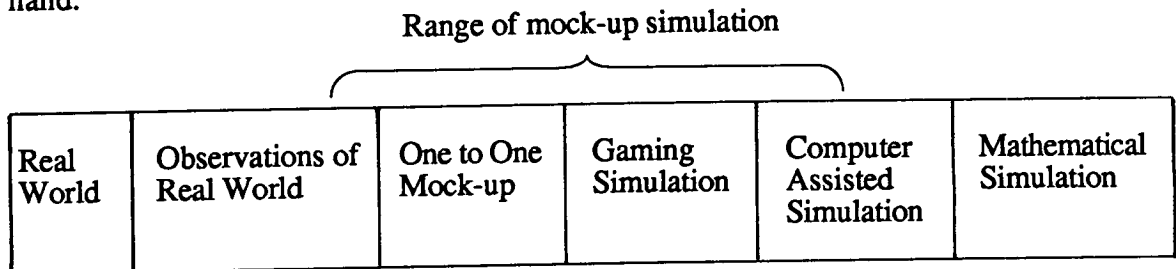 hand.
Range of mock-up simulation
Real
World
Observations of
Real World
One to One
Mock-up
Gaming
Simulation
Computer
Assisted
Simulation
Mathematical
Simulation